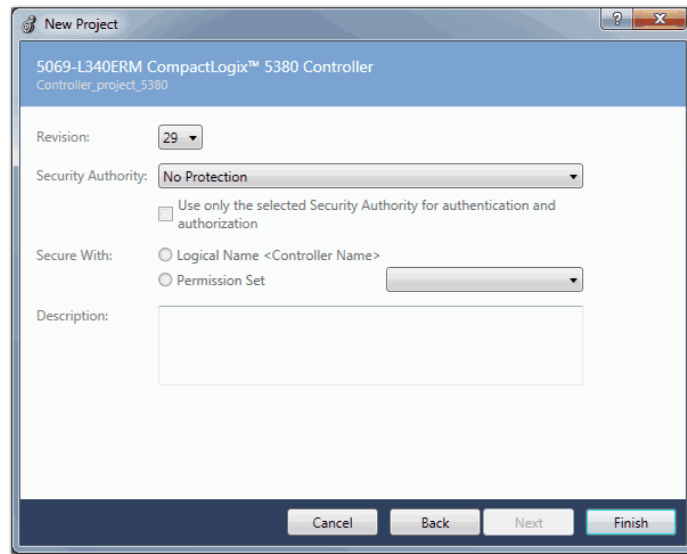 New Project
? X
5069-L340ERM CompactLogix™ 5380 Controller
Controller_project_5380
Revision: 29
Security Authority: No Protection
Use only the selected Security Authority for authentication and
authorization
Secure With: Logical Name <Controller Name>
Permission Set
Description:
Cancel Back Next Finish